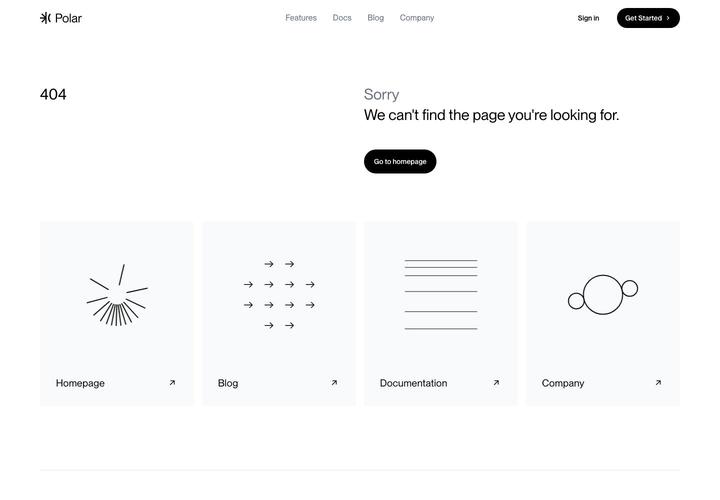 Polar
Features
Docs
Blog
Company
Sign in
Get Started
404
Sorry
We can't find the page you're looking for.
Go to homepage
Homepage
Blog
Documentation
Company